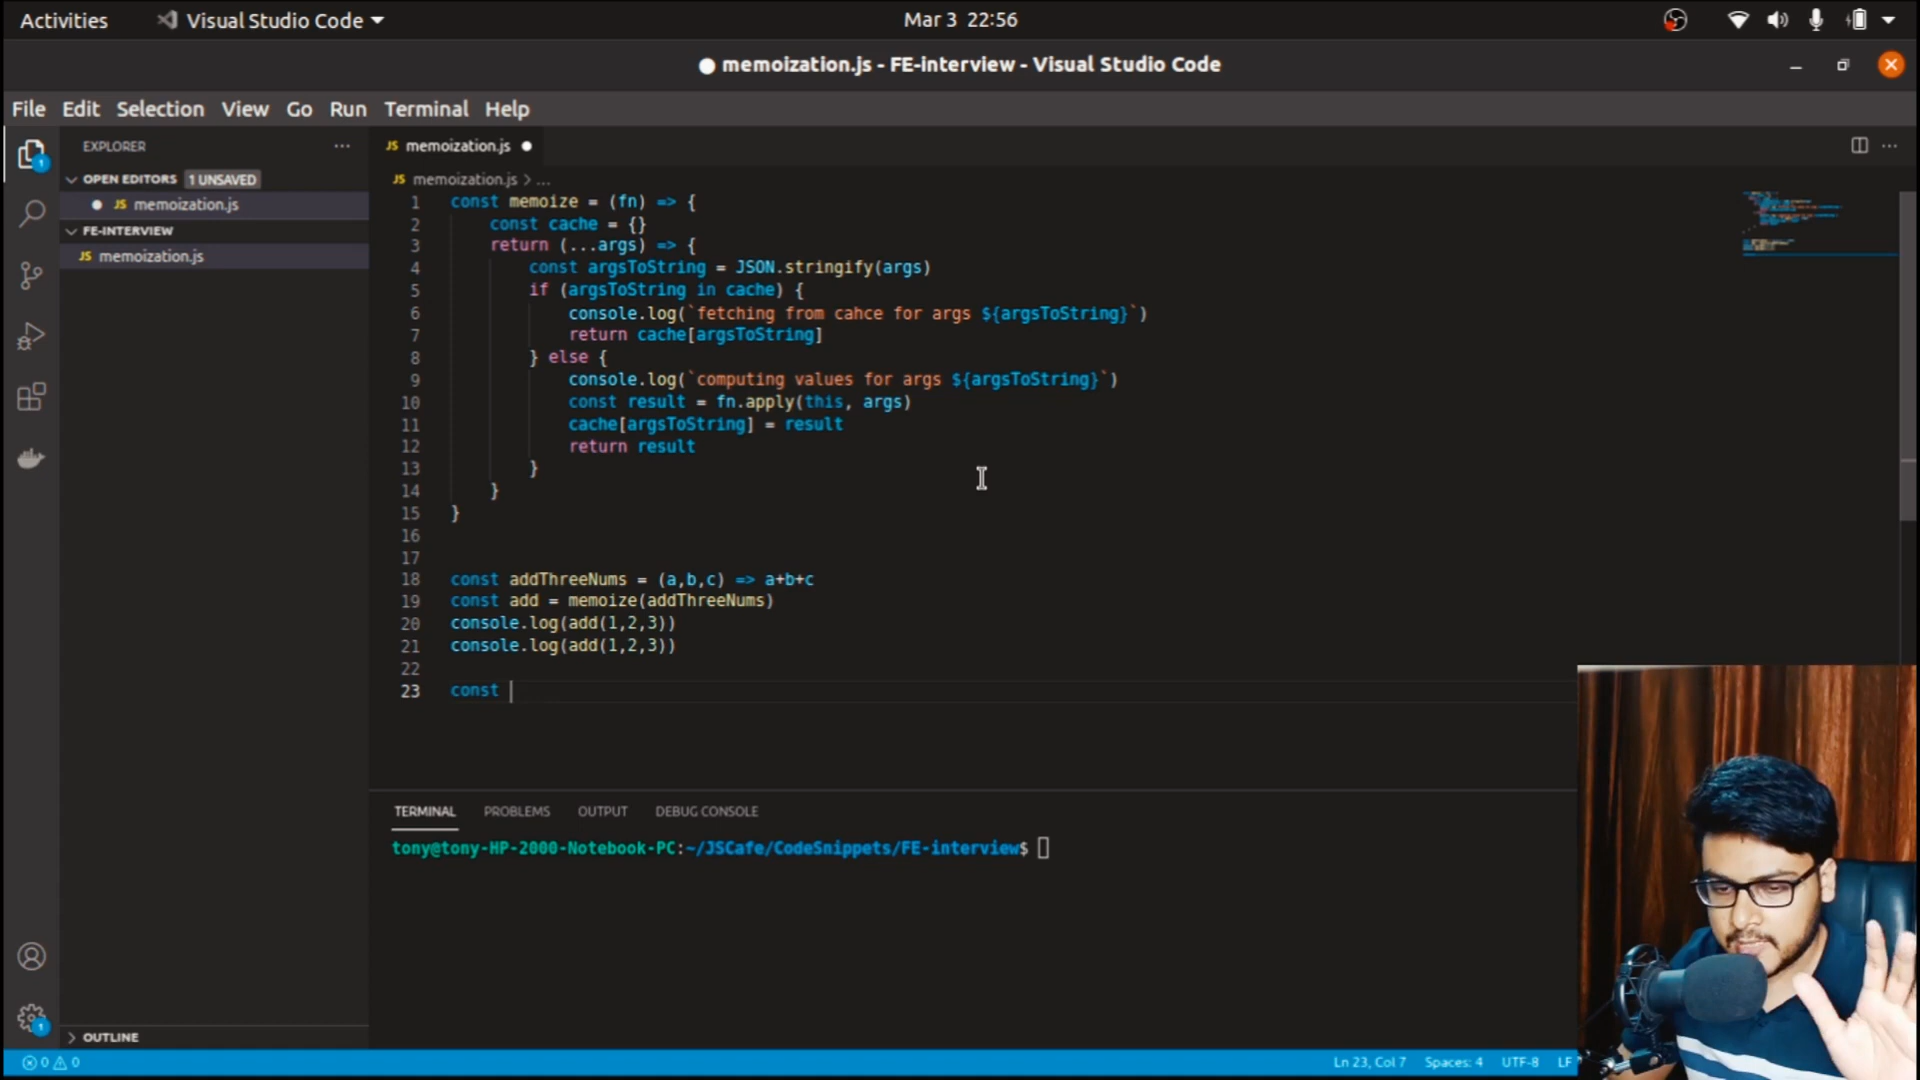 Activities Visual Studio Code Mar 3 22:56
memoization.js - FE-interview - Visual Studio Code
File Edit Selection View Go Run Terminal Help
EXPLORER
OPEN EDITORS 1 UNSAVED
JS memoization.js
FE-INTERVIEW
JS memoization.js
OUTLINE
JS memoization.js
JS memoization.js > ...
1 const memoize = (fn) => {
2 const cache = {}
3 return (...args) => {
4 const argsToString = JSON.stringify(args)
5 if (argsToString in cache) {
6 console.log(`fetching from cahce for args ${argsToString}`)
7 return cache[argsToString]
8 } else {
9 console.log(`computing values for args ${argsToString}`)
10 const result = fn.apply(this, args)
11 cache[argsToString] = result
12 return result
13 }
14 }
15 }
16
17
18 const addThreeNums = (a,b,c) => a+b+c
19 const add = memoize(addThreeNums)
20 console.log(add(1,2,3))
21 console.log(add(1,2,3))
22
23 const
TERMINAL PROBLEMS OUTPUT DEBUG CONSOLE
tony@tony-HP-2000-Notebook-PC:~/JSCafe/CodeSnippets/FE-interview$
0 0 Ln 23, Col 7 Spaces: 4 UTF-8 LF